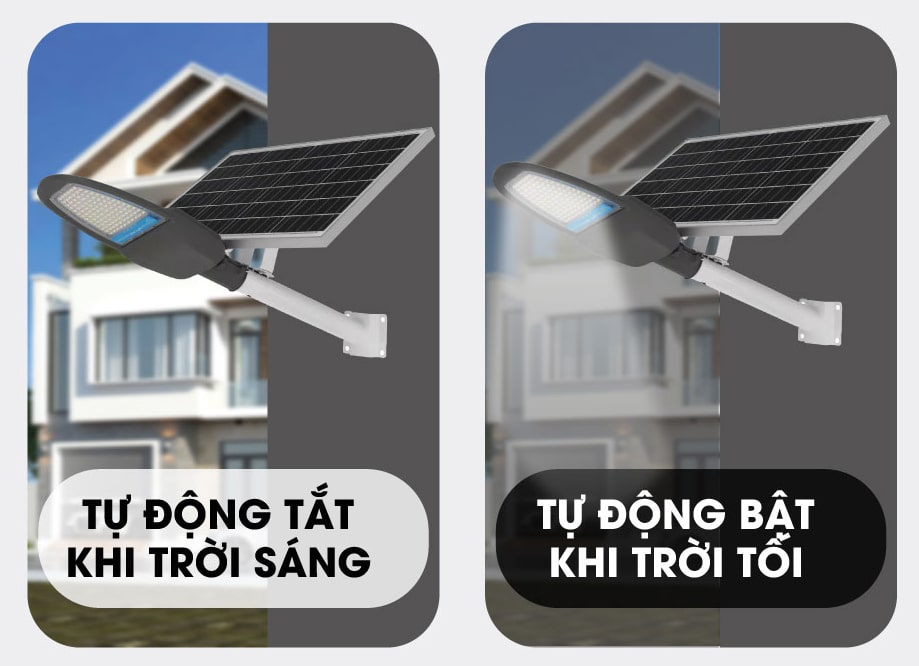 TỰ ĐỘNG TẮT
KHI TRỜI SÁNG
TỰ ĐỘNG BẬT
KHI TRỜI TỐI